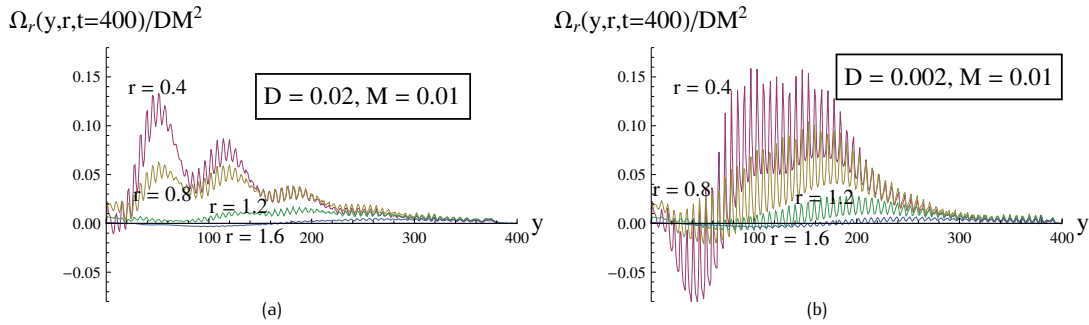 Ωr(y,r,t=400)/DM²
0.15
r = 0.4
D = 0.02, M = 0.01
0.10
0.05
r = 0.8
r = 1.2
0.00
y
100
200
300
400
r = 1.6
−0.05
(a)
Ωr(y,r,t=400)/DM²
0.15
r = 0.4
D = 0.002, M = 0.01
0.10
0.05
r = 0.8
r = 1.2
0.00
y
100
200
300
400
r = 1.6
−0.05
(b)